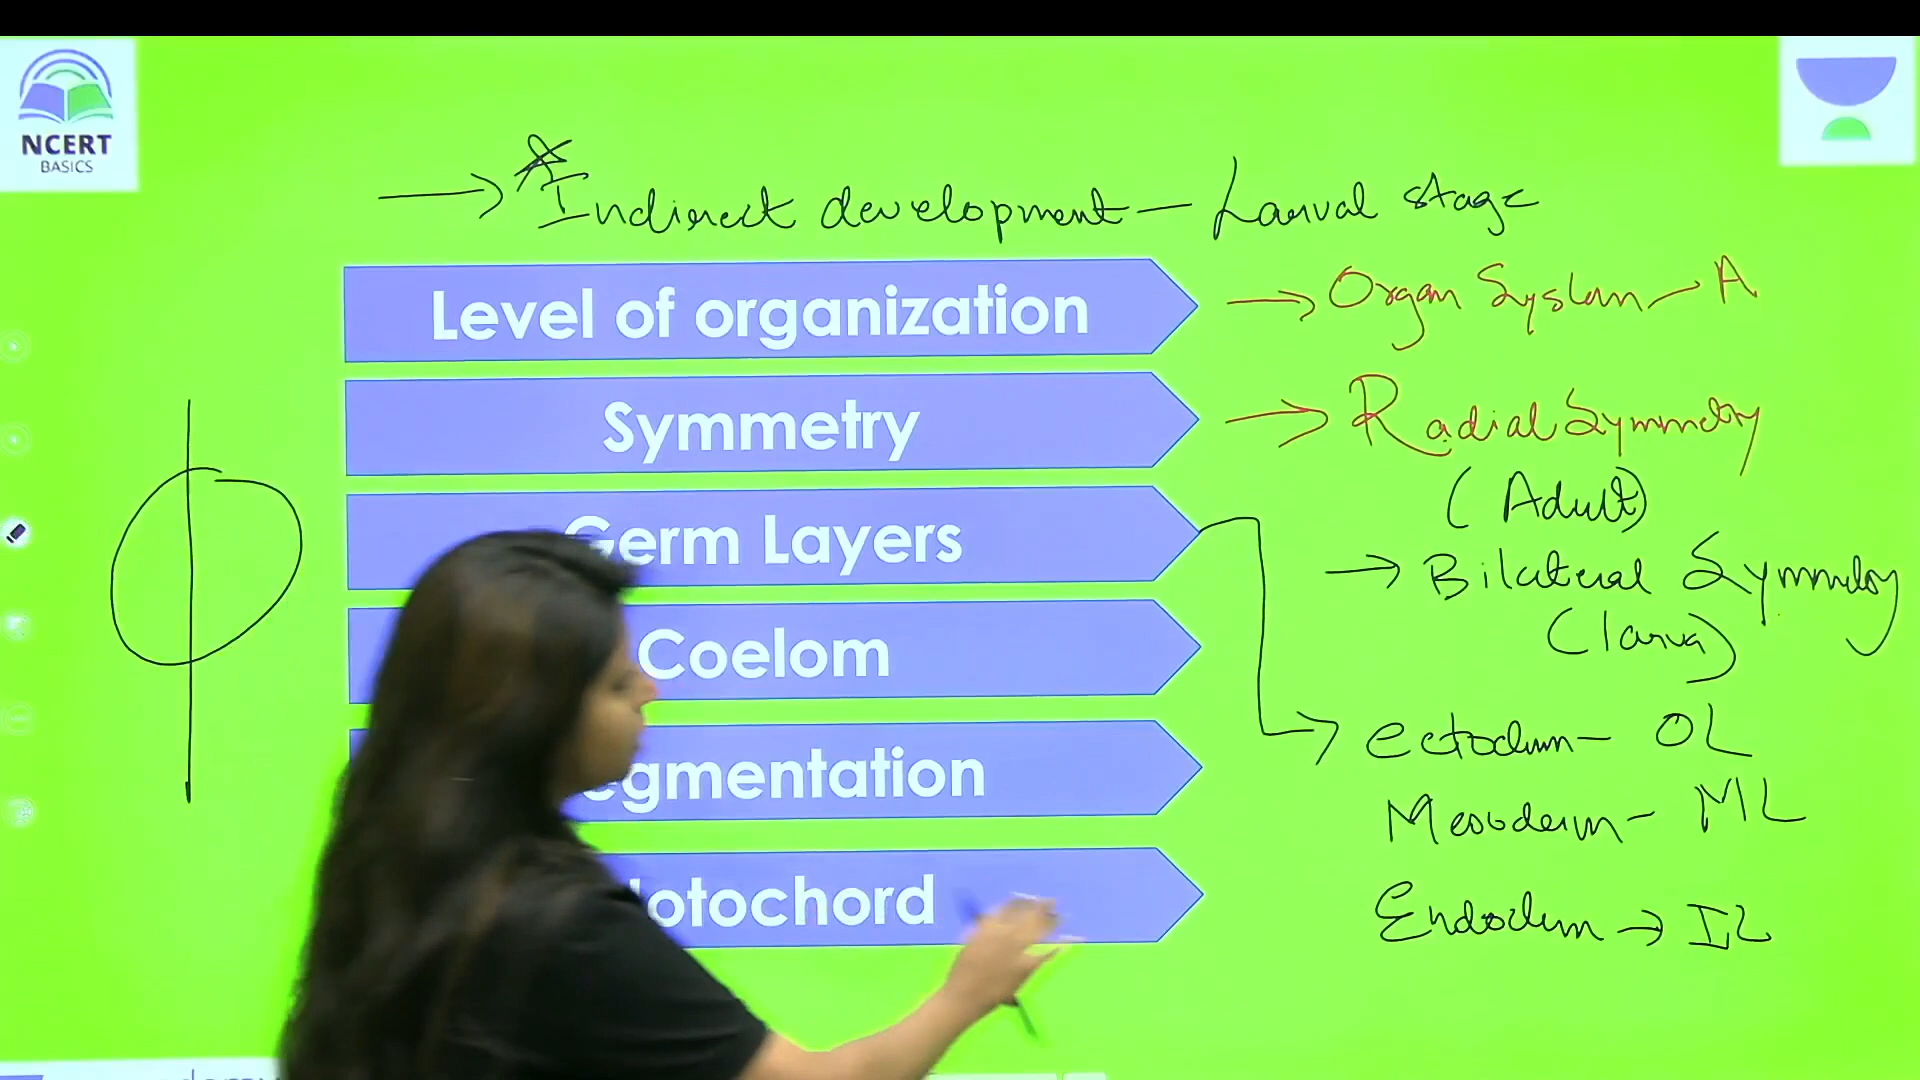 NCERT
BASICS
→ Indirect development — Larval stage
Level of organization
→ Organ System — A
Symmetry
→ Radial Symmetry
(Adult)
Germ Layers
→ Bilateral Symmetry
(larva)
Coelom
→ Ectoderm - OL
egmentation
Mesoderm - ML
otochord
Endoderm → IL